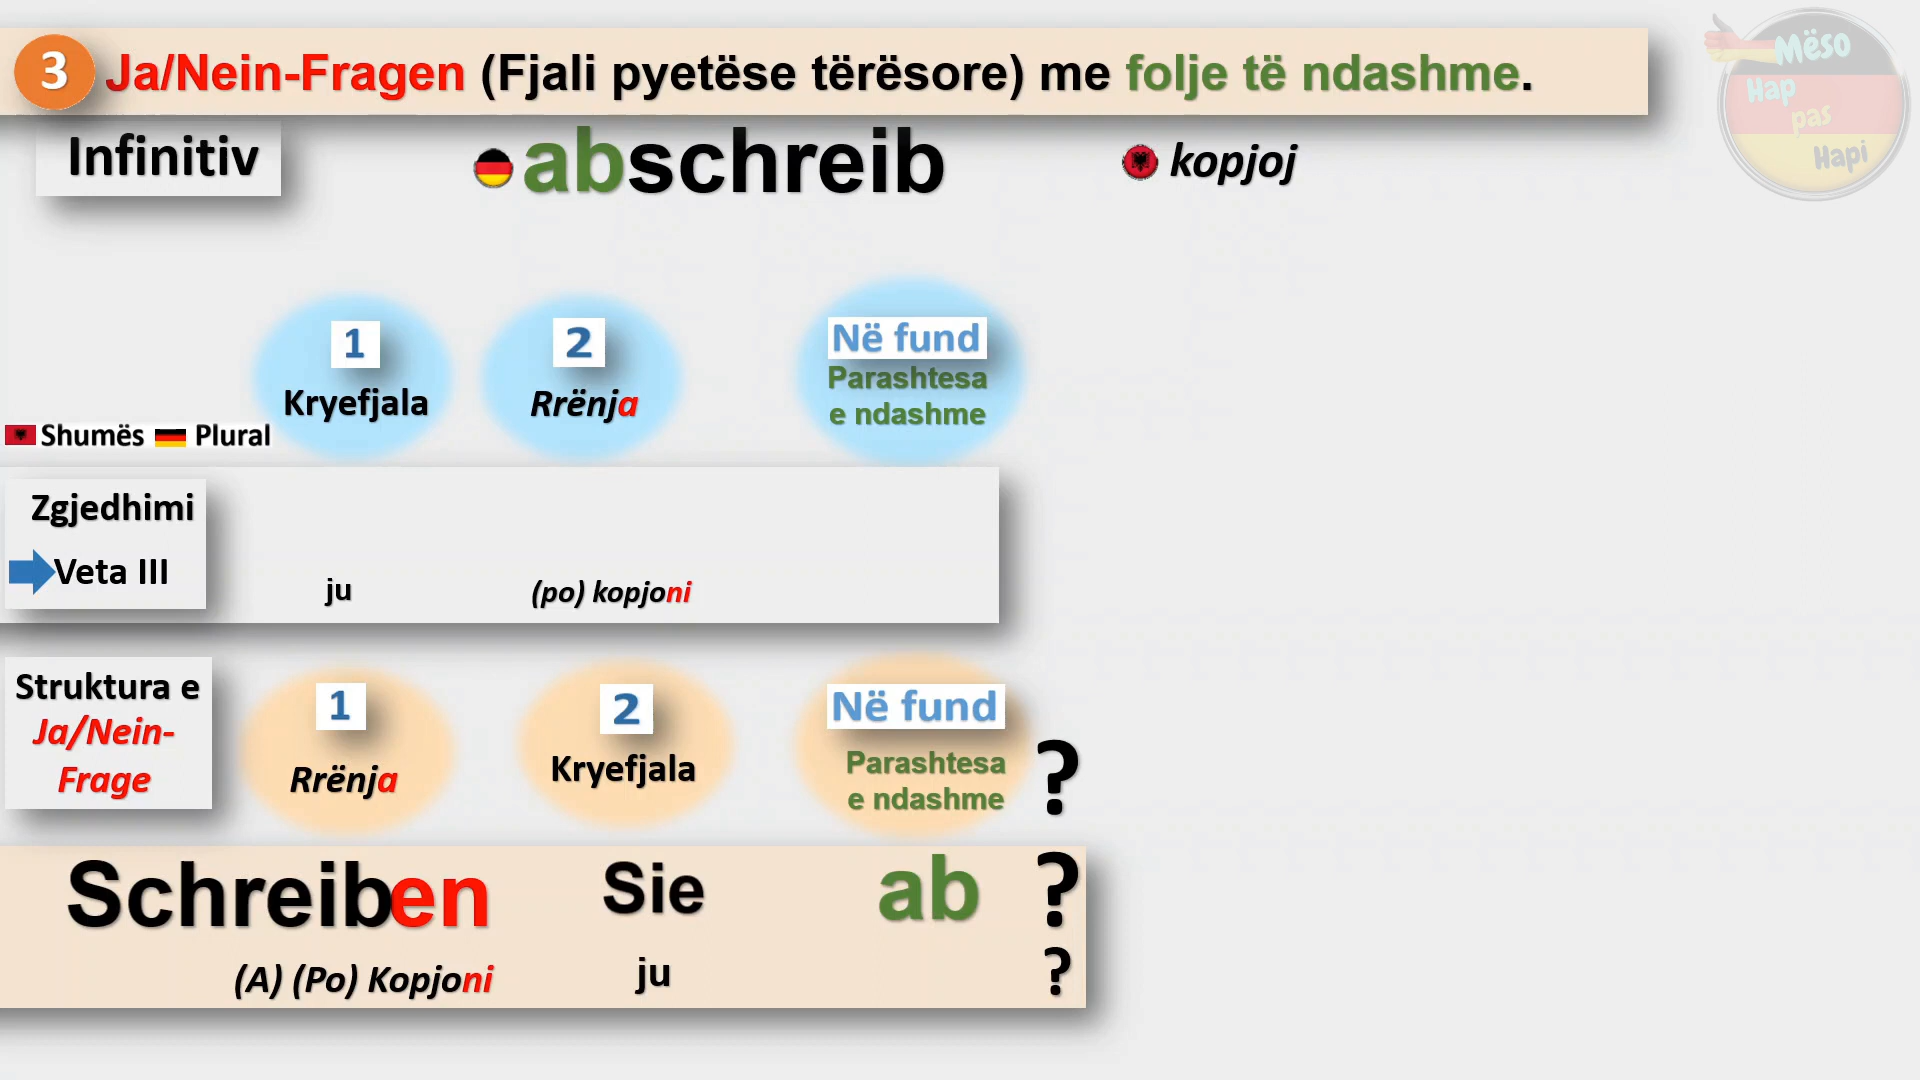 3 Ja/Nein-Fragen (Fjali pyetëse tërësore) me folje të ndashme.
Mëso
Hap
pas
Hapi
Infinitiv abschreib kopjoj
1 2 Në fund
Kryefjala Rrënja Parashtesa
e ndashme
Shumës Plural
Zgjedhimi
Veta III
ju (po) kopjoni
Struktura e
Ja/Nein-
Frage
1 2 Në fund
Rrënja Kryefjala Parashtesa
e ndashme ?
Schreiben Sie ab ?
(A) (Po) Kopjoni ju ?